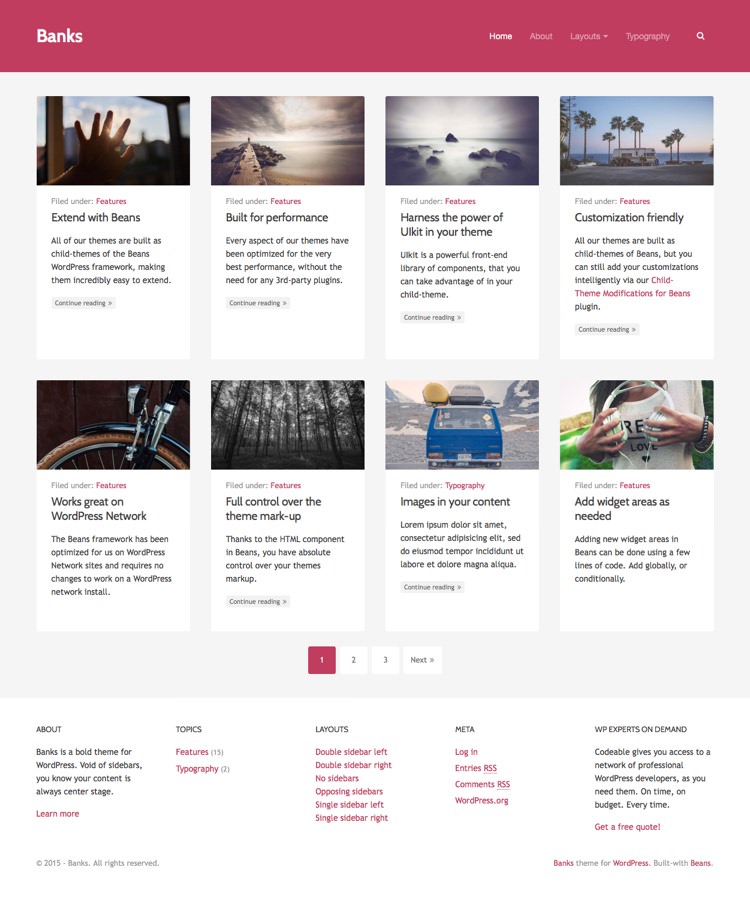 Banks
Home About Layouts Typography
Filed under: Features
Extend with Beans
All of our themes are built as
child-themes of the Beans
WordPress framework, making
them incredibly easy to extend.
Continue reading »
Filed under: Features
Built for performance
Every aspect of our themes have
been optimized for the very
best performance, without the
need for any 3rd-party plugins.
Continue reading »
Filed under: Features
Harness the power of
UIkit in your theme
UIkit is a powerful front-end
library of components, that you
can take advantage of in your
child-theme.
Continue reading »
Filed under: Features
Customization friendly
All our themes are built as
child-themes of Beans, but you
can still add your customizations
intelligently via our Child-
Theme Modifications for Beans
plugin.
Continue reading »
Filed under: Features
Works great on
WordPress Network
The Beans framework has been
optimized for us on WordPress
Network sites and requires no
changes to work on a WordPress
network install.
Filed under: Features
Full control over the
theme mark-up
Thanks to the HTML component
in Beans, you have absolute
control over your themes
markup.
Continue reading »
Filed under: Typography
Images in your content
Lorem ipsum dolor sit amet,
consectetur adipisicing elit, sed
do eiusmod tempor incididunt ut
labore et dolore magna aliqua.
Continue reading »
LOVE
Filed under: Features
Add widget areas as
needed
Adding new widget areas in
Beans can be done using a few
lines of code. Add globally, or
conditionally.
1 2 3 Next »
ABOUT
Banks is a bold theme for
WordPress. Void of sidebars,
you know your content is
always center stage.
Learn more
TOPICS
Features (15)
Typography (2)
LAYOUTS
Double sidebar left
Double sidebar right
No sidebars
Opposing sidebars
Single sidebar left
Single sidebar right
META
Log in
Entries RSS
Comments RSS
WordPress.org
WP EXPERTS ON DEMAND
Codeable gives you access to a
network of professional
WordPress developers, as you
need them. On time, on
budget. Every time.
Get a free quote!
© 2015 - Banks. All rights reserved.
Banks theme for WordPress. Built-with Beans.